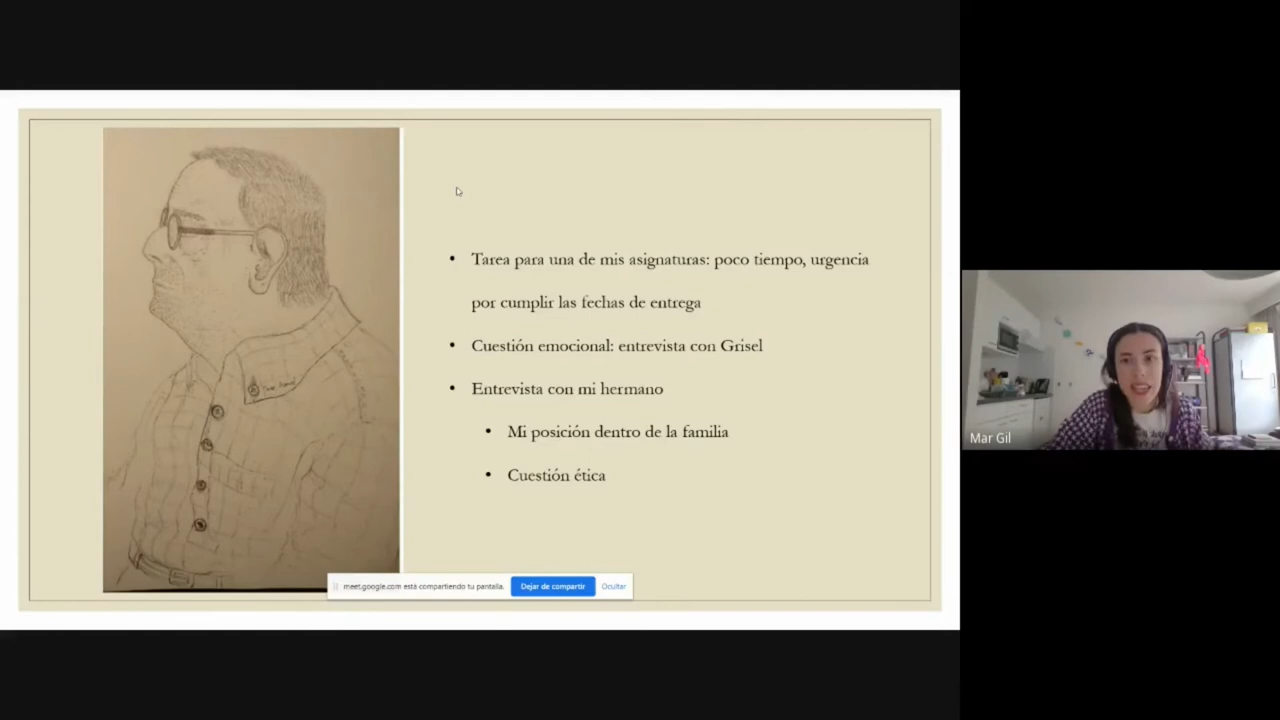 • Tarea para una de mis asignaturas: poco tiempo, urgencia
por cumplir las fechas de entrega
• Cuestión emocional: entrevista con Grisel
• Entrevista con mi hermano
• Mi posición dentro de la familia
• Cuestión ética
meet.google.com está compartiendo tu pantalla.
Dejar de compartir
Ocultar
Mar Gil